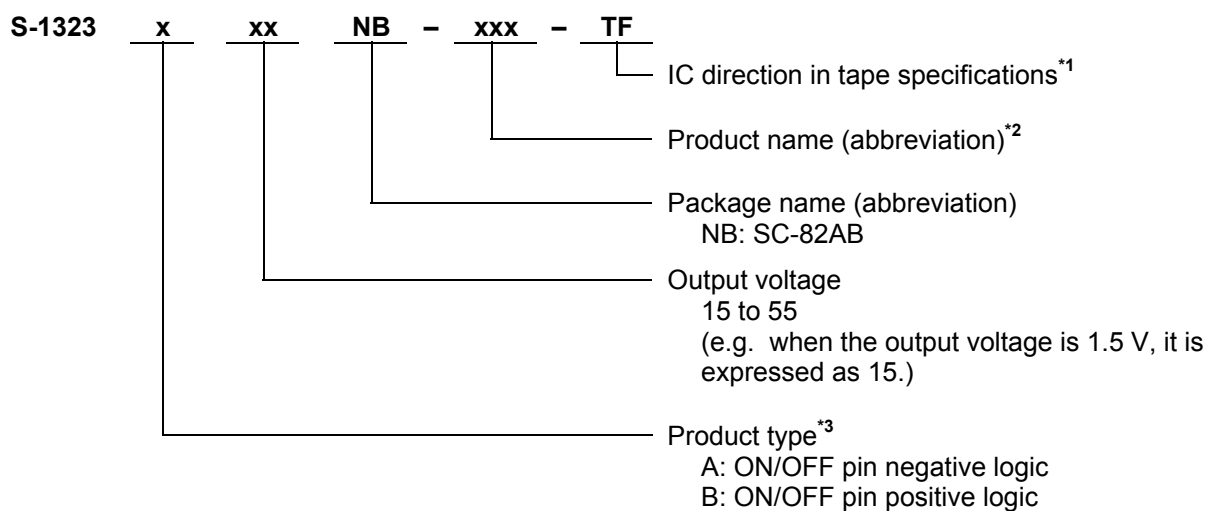 S-1323 x xx NB – xxx – TF
IC direction in tape specifications*1
Product name (abbreviation)*2
Package name (abbreviation)
NB: SC-82AB
Output voltage
15 to 55
(e.g. when the output voltage is 1.5 V, it is
expressed as 15.)
Product type*3
A: ON/OFF pin negative logic
B: ON/OFF pin positive logic